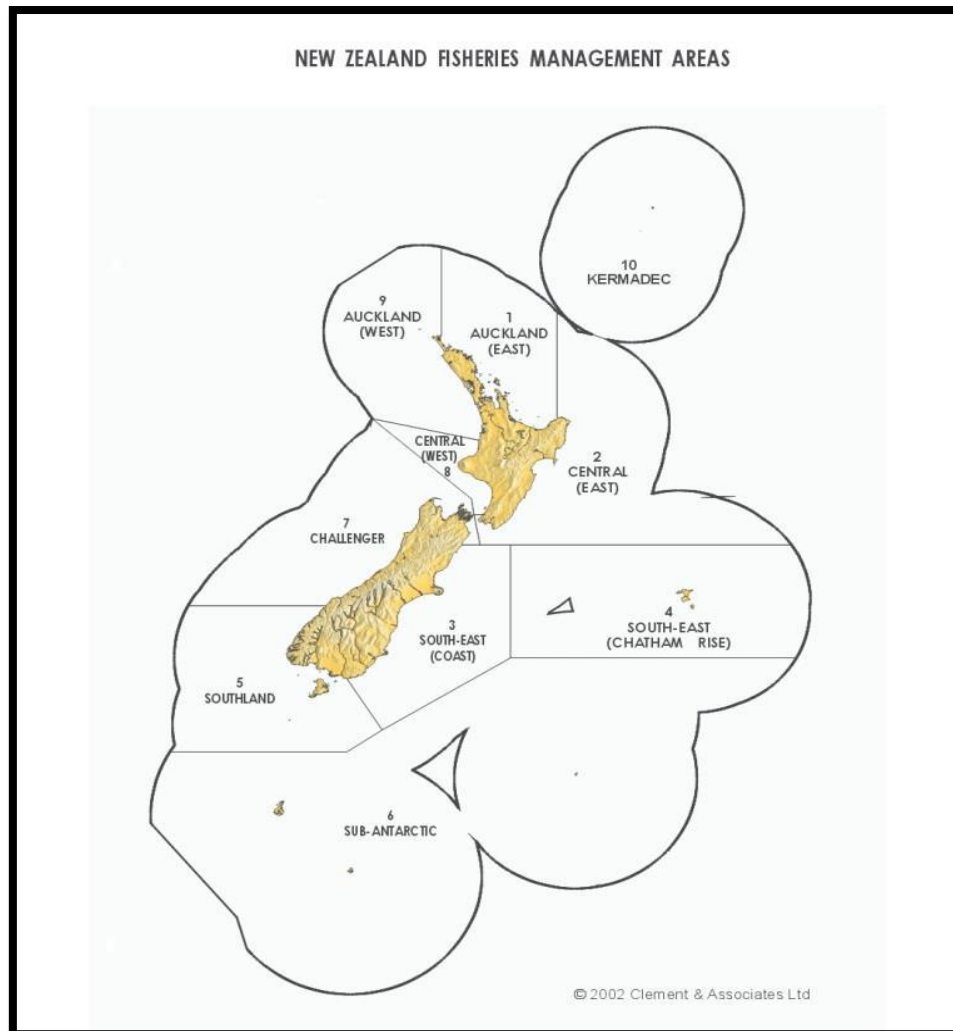 NEW ZEALAND FISHERIES MANAGEMENT AREAS
10
KERMADEC
9
AUCKLAND
(WEST)
1
AUCKLAND
(EAST)
CENTRAL
(WEST)
8
2
CENTRAL
(EAST)
7
CHALLENGER
3
SOUTH-EAST
(COAST)
4
SOUTH-EAST
(CHATHAM RISE)
5
SOUTHLAND
6
SUB-ANTARCTIC
© 2002 Clement & Associates Ltd